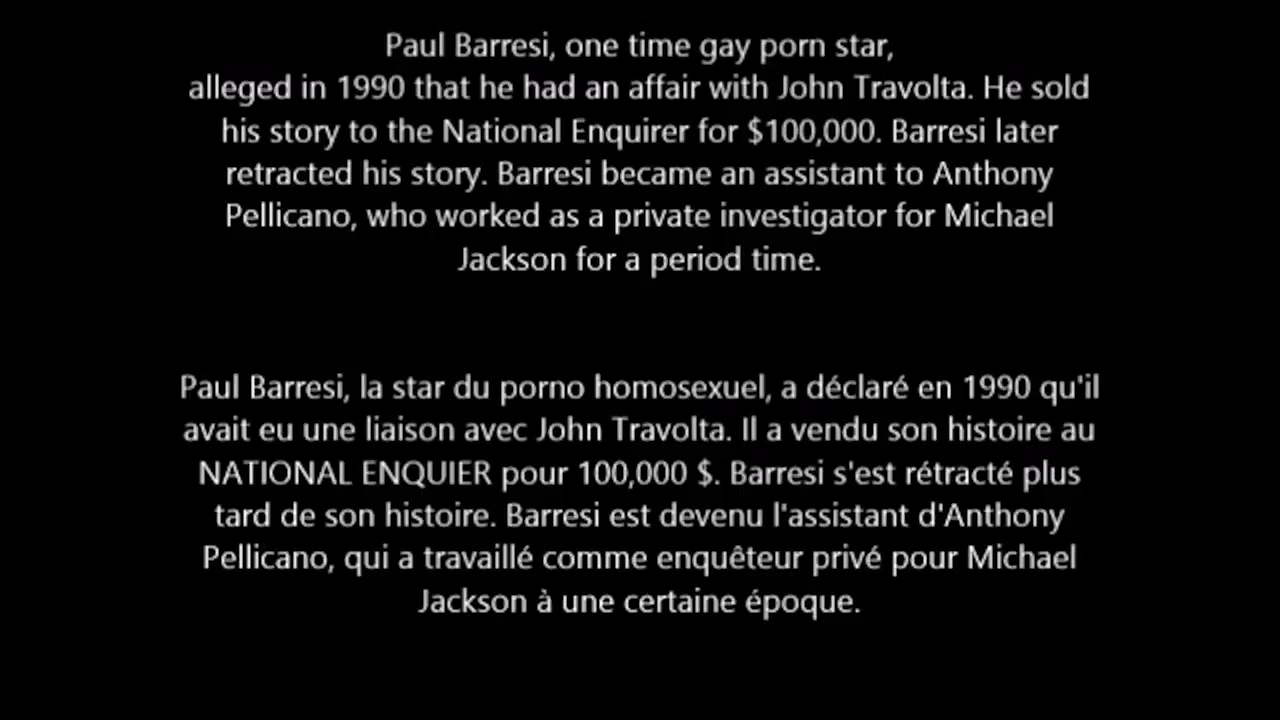 Paul Barresi, one time gay porn star,
alleged in 1990 that he had an affair with John Travolta. He sold
his story to the National Enquirer for $100,000. Barresi later
retracted his story. Barresi became an assistant to Anthony
Pellicano, who worked as a private investigator for Michael
Jackson for a period time.
Paul Barresi, la star du porno homosexuel, a déclaré en 1990 qu'il
avait eu une liaison avec John Travolta. Il a vendu son histoire au
NATIONAL ENQUIER pour 100,000 $. Barresi s'est rétracté plus
tard de son histoire. Barresi est devenu l'assistant d'Anthony
Pellicano, qui a travaillé comme enquêteur privé pour Michael
Jackson à une certaine époque.